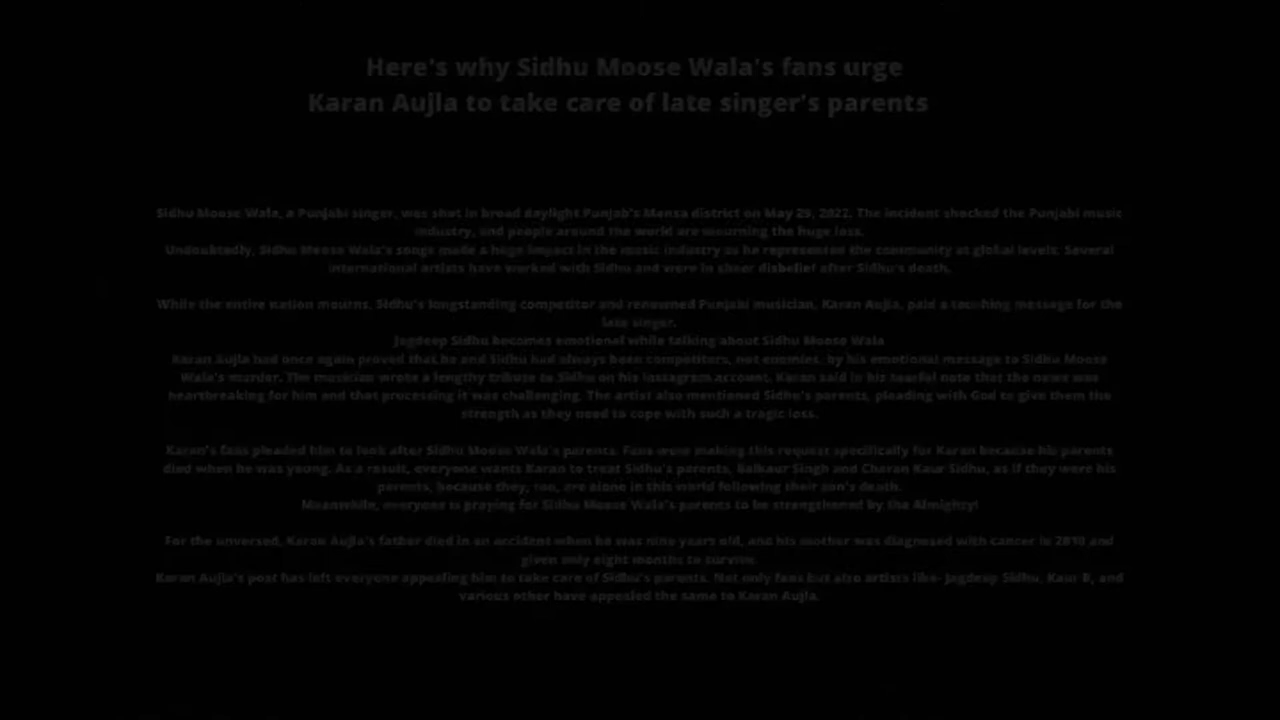 Here's why Sidhu Moose Wala's fans urge
Karan Aujla to take care of late singer's parents
Sidhu Moose Wala, a Punjabi singer, was shot in broad daylight Punjab's Mansa district on May 29, 2022. The incident shocked the Punjabi music
industry, and people around the world are mourning the huge loss.
Undoubtedly, Sidhu Moose Wala's songs made a huge impact in the music industry as he represented the community at global levels. Several
international artists have worked with Sidhu and were in sheer disbelief after Sidhu's death.
While the entire nation mourns, Sidhu's longstanding competitor and renowned Punjabi musician, Karan Aujla, paid a touching message for the
late singer.
Jagdeep Sidhu becomes emotional while talking about Sidhu Moose Wala
Karan Aujla had once again proved that he and Sidhu had always been competitors, not enemies, by his emotional message to Sidhu Moose
Wala's murder. The musician wrote a lengthy tribute to Sidhu on his Instagram account. Karan said in his tearful note that the news was
heartbreaking for him and that processing it was challenging. The artist also mentioned Sidhu's parents, pleading with God to give them the
strength as they need to cope with such a tragic loss.
Karan's fans pleaded him to look after Sidhu Moose Wala's parents. Fans were making this request specifically for Karan because his parents
died when he was young. As a result, everyone wants Karan to treat Sidhu's parents, Balkaur Singh and Charan Kaur Sidhu, as if they were his
parents, because they, too, are alone in this world following their son's death.
Meanwhile, everyone is praying for Sidhu Moose Wala's parents to be strengthened by the Almighty!
For the unversed, Karan Aujla's father died in an accident when he was nine years old, and his mother was diagnosed with cancer in 2010 and
given only eight months to survive.
Karan Aujla's post has left everyone appealing him to take care of Sidhu's parents. Not only fans but also artists like- Jagdeep Sidhu, Kaur B, and
various other have appealed the same to Karan Aujla.